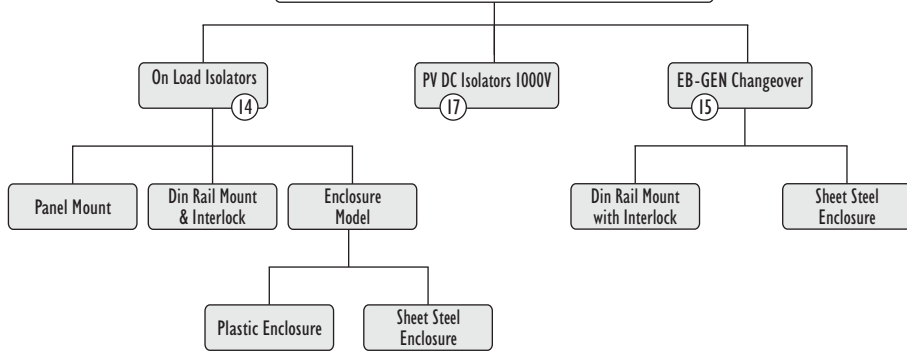 On Load Isolators
14
PV DC Isolators 1000V
17
EB-GEN Changeover
15
Panel Mount
Din Rail Mount
& Interlock
Enclosure
Model
Din Rail Mount
with Interlock
Sheet Steel
Enclosure
Plastic Enclosure
Sheet Steel
Enclosure